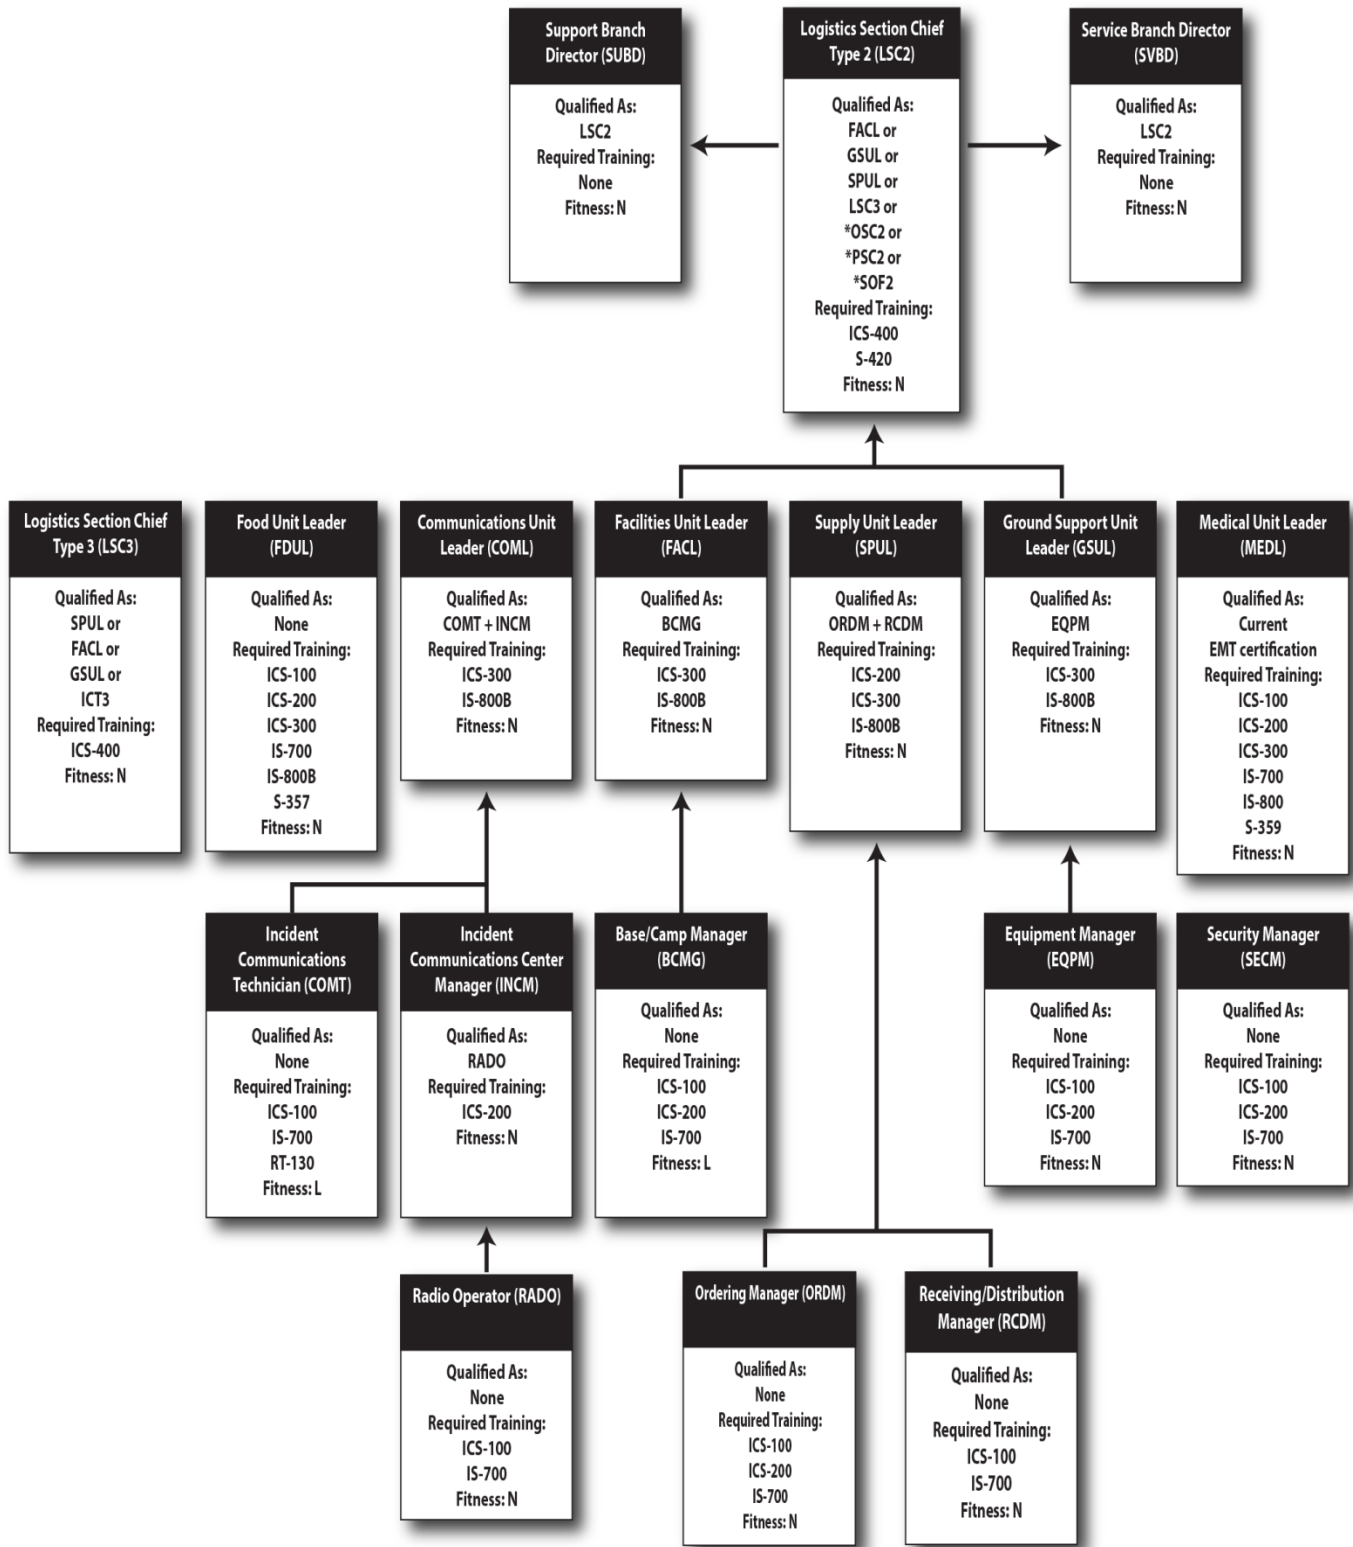 Support Branch
Director (SUBD)
Qualified As:
LSC2
Required Training:
None
Fitness: N
Logistics Section Chief
Type 2 (LSC2)
Qualified As:
FACL or
GSUL or
SPUL or
LSC3 or
*OSC2 or
*PSC2 or
*SOF2
Required Training:
ICS-400
S-420
Fitness: N
Service Branch Director
(SVBD)
Qualified As:
LSC2
Required Training:
None
Fitness: N
Logistics Section Chief
Type 3 (LSC3)
Qualified As:
SPUL or
FACL or
GSUL or
ICT3
Required Training:
ICS-400
Fitness: N
Food Unit Leader
(FDUL)
Qualified As:
None
Required Training:
ICS-100
ICS-200
ICS-300
IS-700
IS-800B
S-357
Fitness: N
Communications Unit
Leader (COML)
Qualified As:
COMT + INCM
Required Training:
ICS-300
IS-800B
Fitness: N
Facilities Unit Leader
(FACL)
Qualified As:
BCMG
Required Training:
ICS-300
IS-800B
Fitness: N
Supply Unit Leader
(SPUL)
Qualified As:
ORDM + RCDM
Required Training:
ICS-200
ICS-300
IS-800B
Fitness: N
Ground Support Unit
Leader (GSUL)
Qualified As:
EQPM
Required Training:
ICS-300
IS-800B
Fitness: N
Medical Unit Leader
(MEDL)
Qualified As:
Current
EMT certification
Required Training:
ICS-100
ICS-200
ICS-300
IS-700
IS-800
S-359
Fitness: N
Incident
Communications
Technician (COMT)
Qualified As:
None
Required Training:
ICS-100
IS-700
RT-130
Fitness: L
Incident
Communications Center
Manager (INCM)
Qualified As:
RADO
Required Training:
ICS-200
Fitness: N
Base/Camp Manager
(BCMG)
Qualified As:
None
Required Training:
ICS-100
ICS-200
IS-700
Fitness: L
Equipment Manager
(EQPM)
Qualified As:
None
Required Training:
ICS-100
ICS-200
IS-700
Fitness: N
Security Manager
(SECM)
Qualified As:
None
Required Training:
ICS-100
ICS-200
IS-700
Fitness: N
Radio Operator (RADO)
Qualified As:
None
Required Training:
ICS-100
IS-700
Fitness: N
Ordering Manager (ORDM)
Qualified As:
None
Required Training:
ICS-100
ICS-200
IS-700
Fitness: N
Receiving/Distribution
Manager (RCDM)
Qualified As:
None
Required Training:
ICS-100
IS-700
Fitness: N